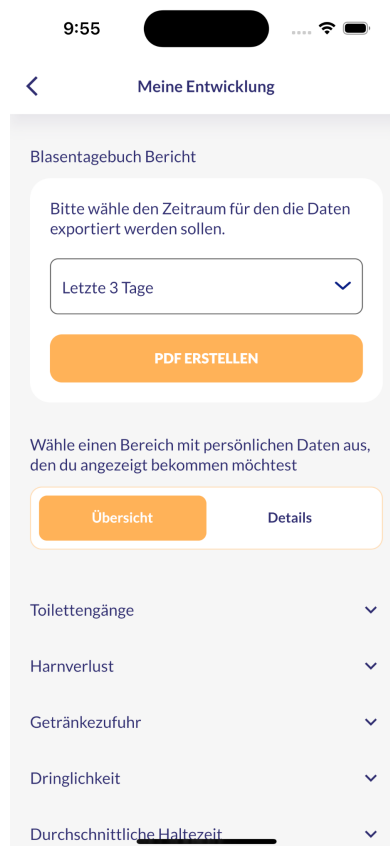 9:55
Meine Entwicklung
Blasentagebuch Bericht
Bitte wähle den Zeitraum für den die Daten
exportiert werden sollen.
Letzte 3 Tage
PDF ERSTELLEN
Wähle einen Bereich mit persönlichen Daten aus,
den du angezeigt bekommen möchtest
Übersicht
Details
Toilettengänge
Harnverlust
Getränkezufuhr
Dringlichkeit
Durchschnittliche Haltezeit